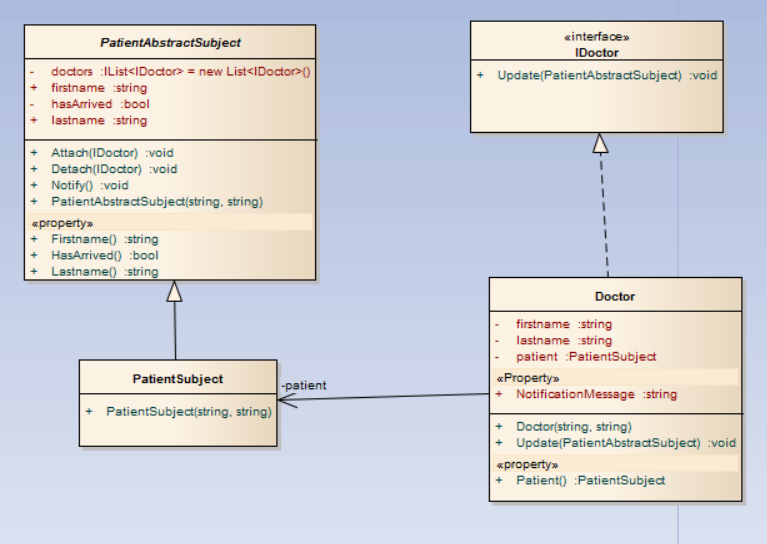 PatientAbstractSubject
- doctors :IList<IDoctor> = new List<IDoctor>()
+ firstname :string
- hasArrived :bool
+ lastname :string
+ Attach(IDoctor) :void
+ Detach(IDoctor) :void
+ Notify() :void
+ PatientAbstractSubject(string, string)
«property»
+ Firstname() :string
+ HasArrived() :bool
+ Lastname() :string
«interface»
IDoctor
+ Update(PatientAbstractSubject) :void
PatientSubject
+ PatientSubject(string, string)
-patient
Doctor
- firstname :string
- lastname :string
- patient :PatientSubject
«Property»
+ NotificationMessage :string
+ Doctor(string, string)
+ Update(PatientAbstractSubject) :void
«property»
+ Patient() :PatientSubject